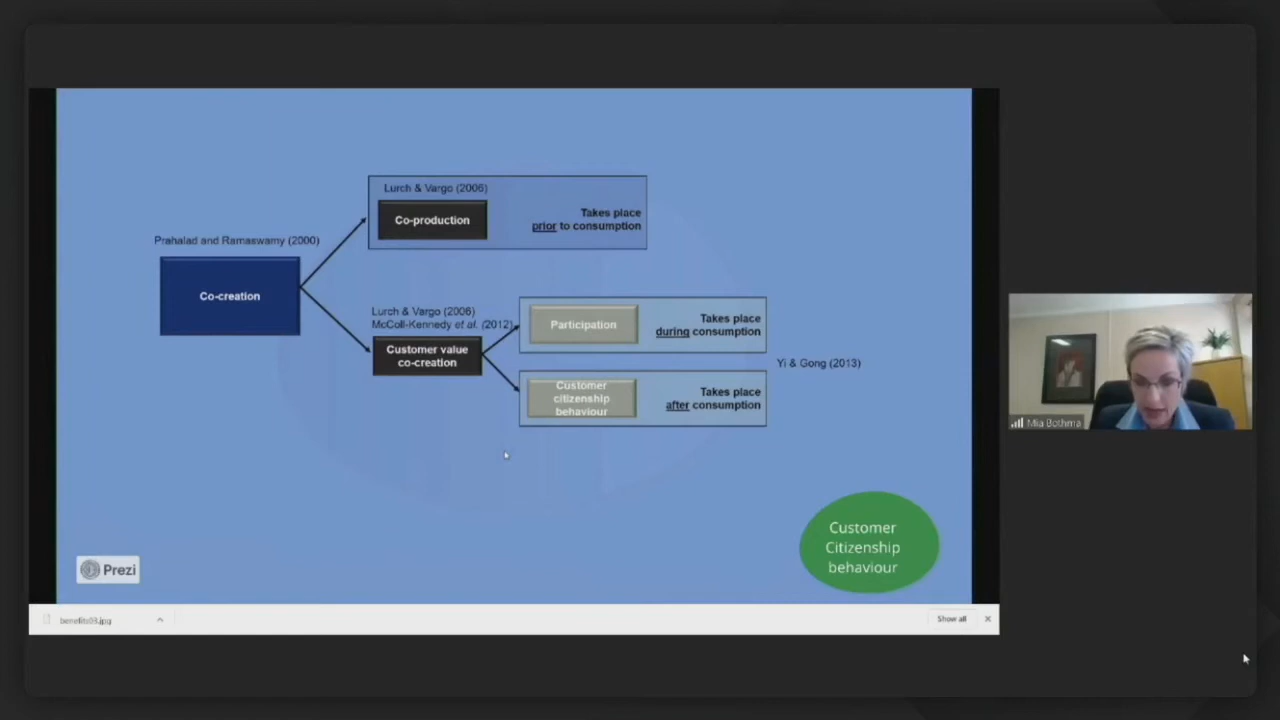 Lurch & Vargo (2006)
Co-production
Takes place
prior to consumption
Prahalad and Ramaswamy (2000)
Co-creation
Lurch & Vargo (2006)
McColl-Kennedy et al. (2012)
Customer value
co-creation
Participation
Takes place
during consumption
Yi & Gong (2013)
Customer
citizenship
behaviour
Takes place
after consumption
Customer
Citizenship
behaviour
Prezi
benefits03.jpg
Show all
Mia Bothma